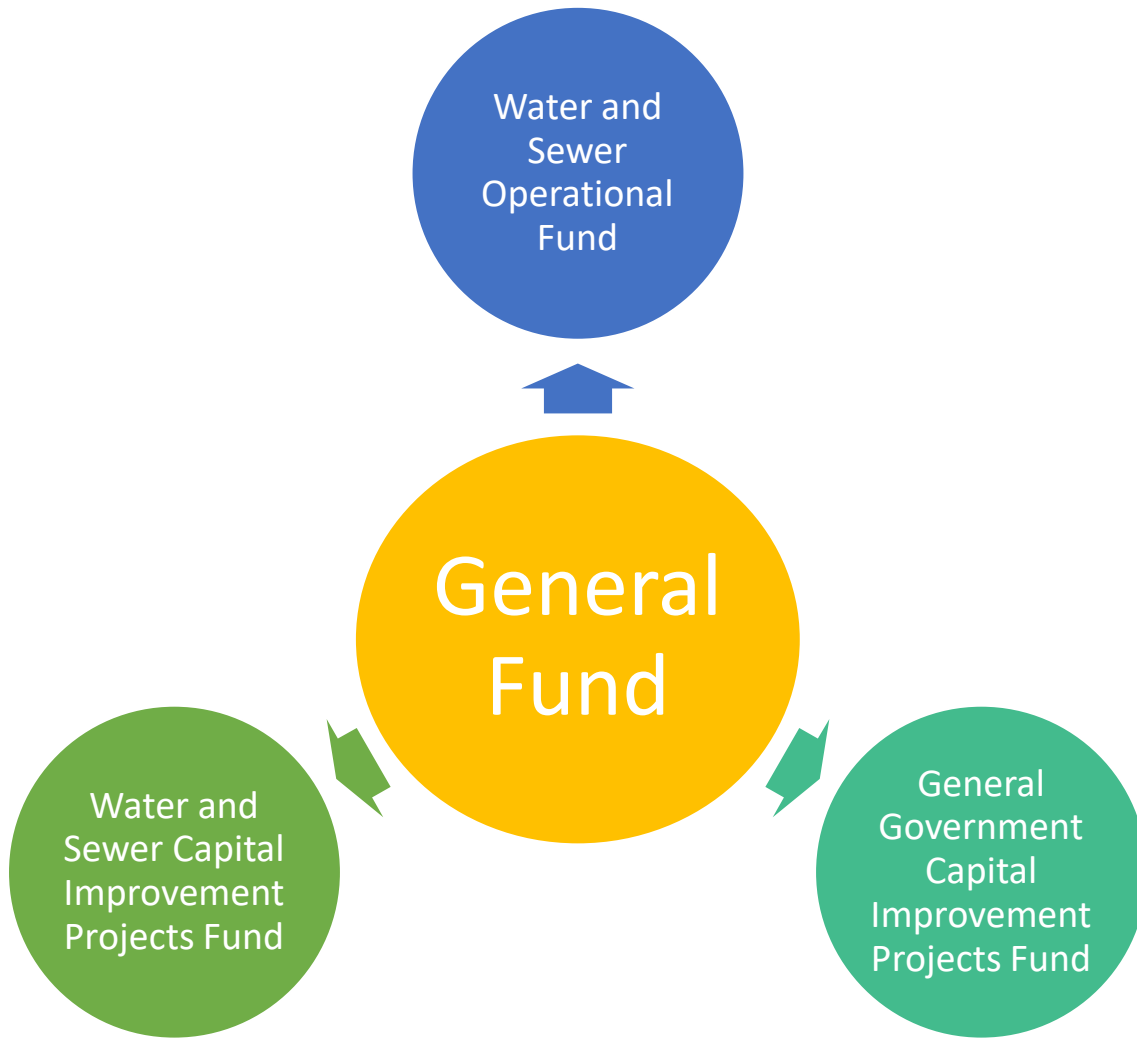 Water and
Sewer
Operational
Fund
General
Fund
Water and
Sewer Capital
Improvement
Projects Fund
General
Government
Capital
Improvement
Projects Fund